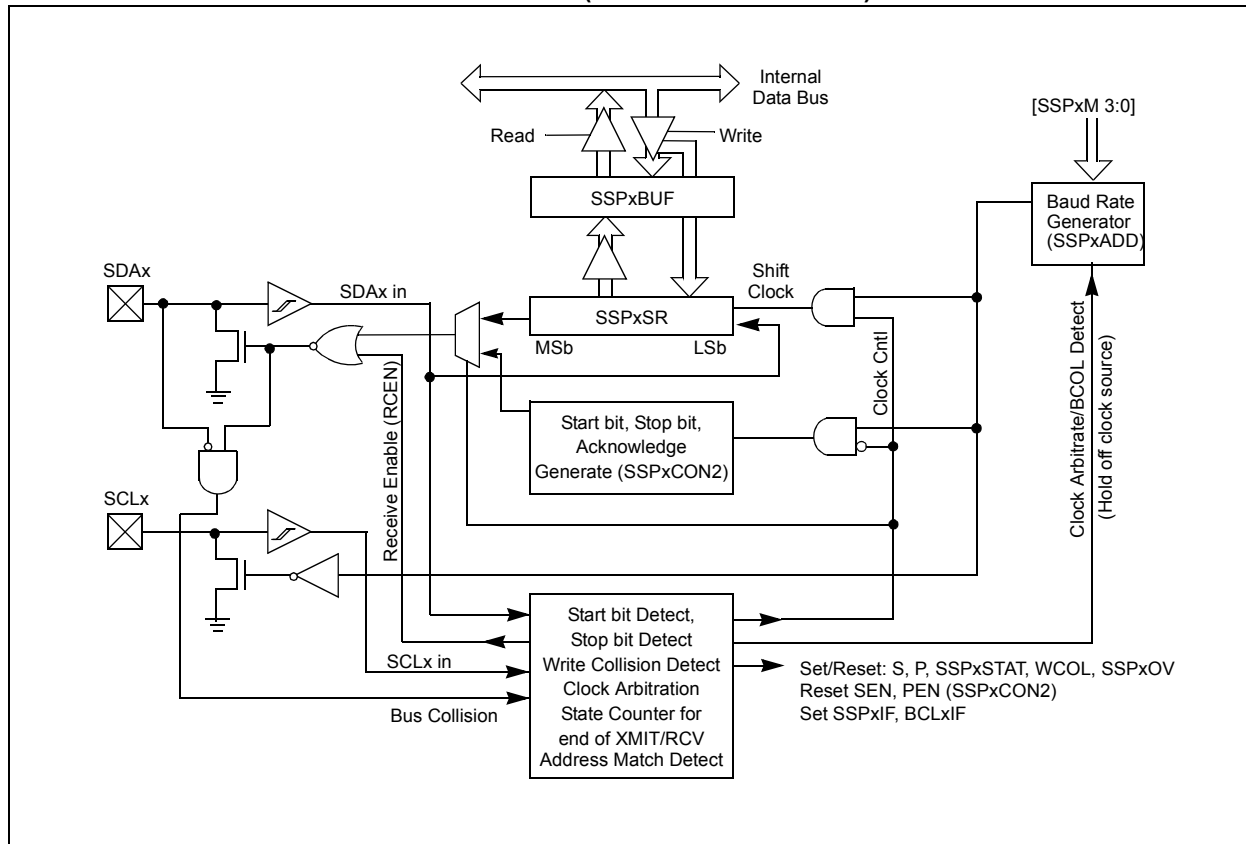 Internal
Data Bus
[SSPxM 3:0]
Read
Write
SSPxBUF
Baud Rate
Generator
(SSPxADD)
SDAx
SDAx in
Shift
Clock
SSPxSR
MSb
LSb
Receive Enable (RCEN)
Clock Cntl
Clock Arbitrate/BCOL Detect
(Hold off clock source)
Start bit, Stop bit,
Acknowledge
Generate (SSPxCON2)
SCLx
SCLx in
Bus Collision
Start bit Detect,
Stop bit Detect
Write Collision Detect
Clock Arbitration
State Counter for
end of XMIT/RCV
Address Match Detect
Set/Reset: S, P, SSPxSTAT, WCOL, SSPxOV
Reset SEN, PEN (SSPxCON2)
Set SSPxIF, BCLxIF